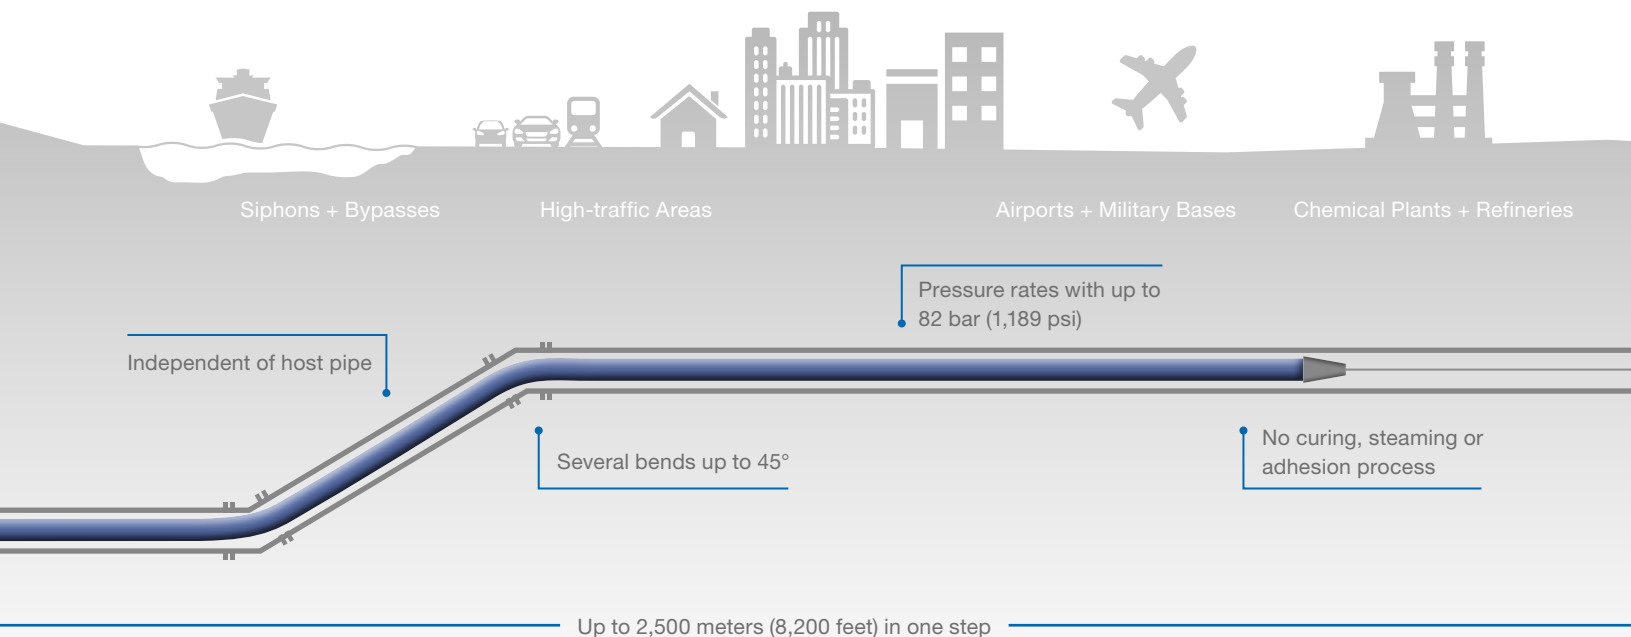 Siphons + Bypasses
High-traffic Areas
Airports + Military Bases
Chemical Plants + Refineries
Pressure rates with up to
82 bar (1,189 psi)
Independent of host pipe
Several bends up to 45°
No curing, steaming or
adhesion process
Up to 2,500 meters (8,200 feet) in one step